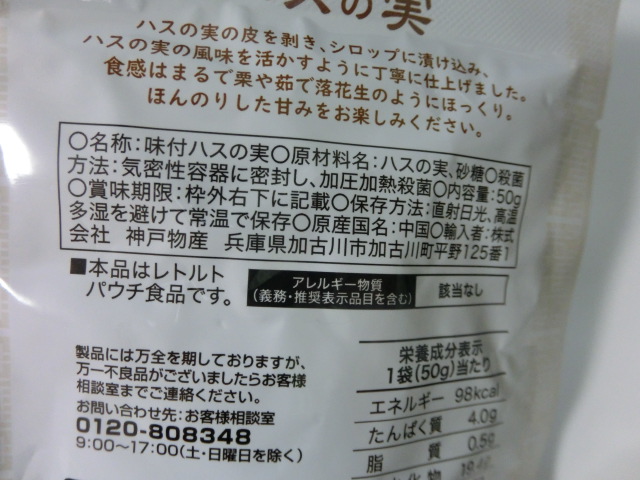 スの実
ハスの実の皮を剥き、シロップに漬け込み、
ハスの実の風味を活かすように丁寧に仕上げました。
食感はまるで栗や茹で落花生のようにほっくり。
ほんのりした甘みをお楽しみください。
○名称:味付ハスの実○原材料名:ハスの実、砂糖○殺菌
方法:気密性容器に密封し、加圧加熱殺菌○内容量:50g
○賞味期限:枠外右下に記載○保存方法:直射日光、高温
多湿を避けて常温で保存○原産国名:中国○輸入者:株式
会社 神戸物産 兵庫県加古川市加古川町平野125番1
■本品はレトルト
パウチ食品です。
アレルギー物質
(義務・推奨表示品目を含む)
該当なし
製品には万全を期しておりますが、
万一不良品がございましたらお客様
相談室までご連絡ください。
お問い合わせ先:お客様相談室
0120-808348
9:00~17:00(土・日曜日を除く)
栄養成分表示
1袋(50g)当たり
エネルギー 98kcal
たんぱく質 4.0g
脂質 0.5g